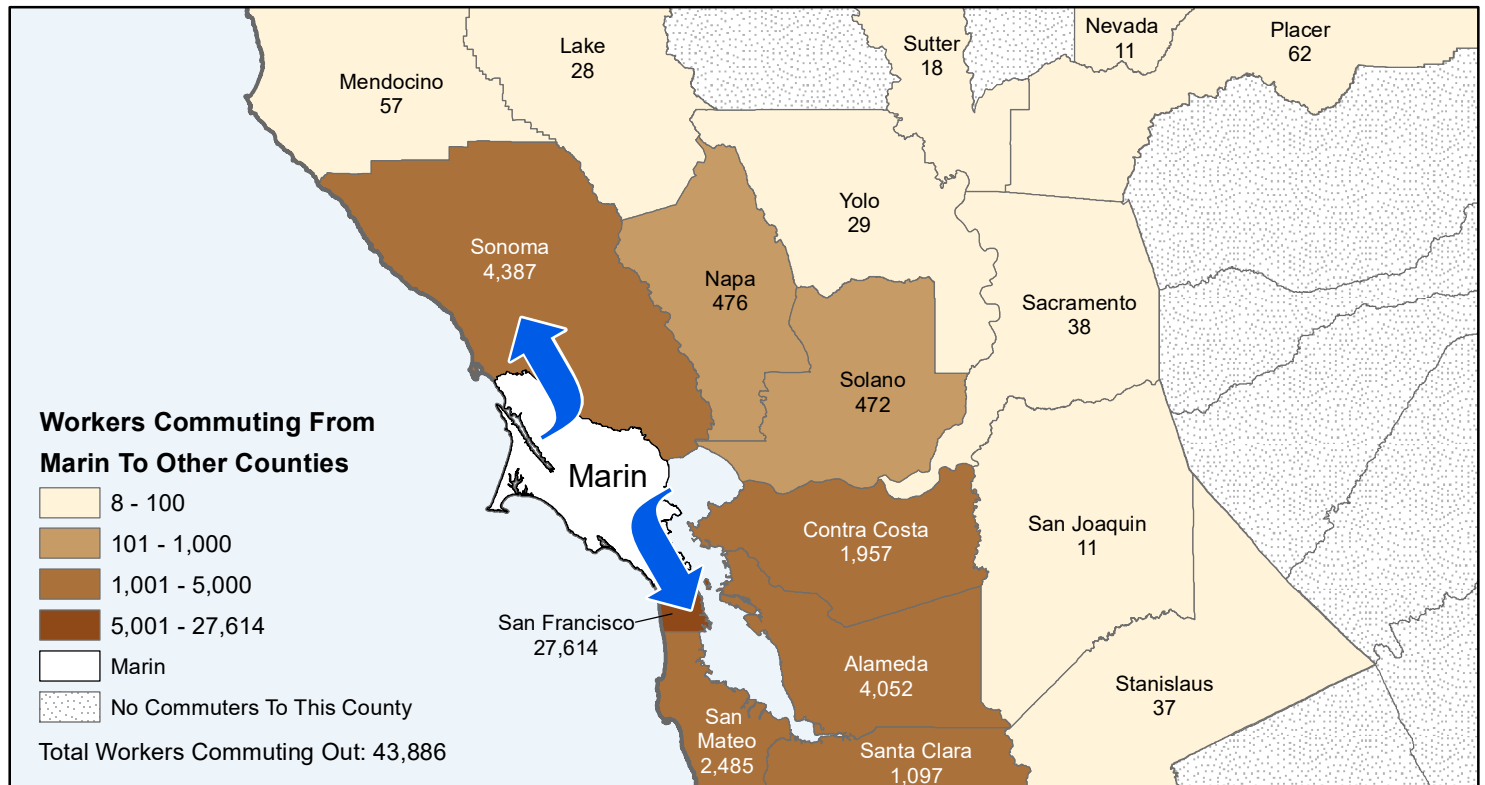 Nevada
11
Placer
62
Sutter
18
Lake
28
Mendocino
57
Yolo
29
Sonoma
4,387
Napa
476
Sacramento
38
Solano
472
Workers Commuting From
Marin To Other Counties
8 - 100
101 - 1,000
1,001 - 5,000
5,001 - 27,614
Marin
No Commuters To This County
Total Workers Commuting Out: 43,886
Marin
Contra Costa
1,957
San Joaquin
11
San Francisco
27,614
Alameda
4,052
Stanislaus
37
San
Mateo
2,485
Santa Clara
1,097